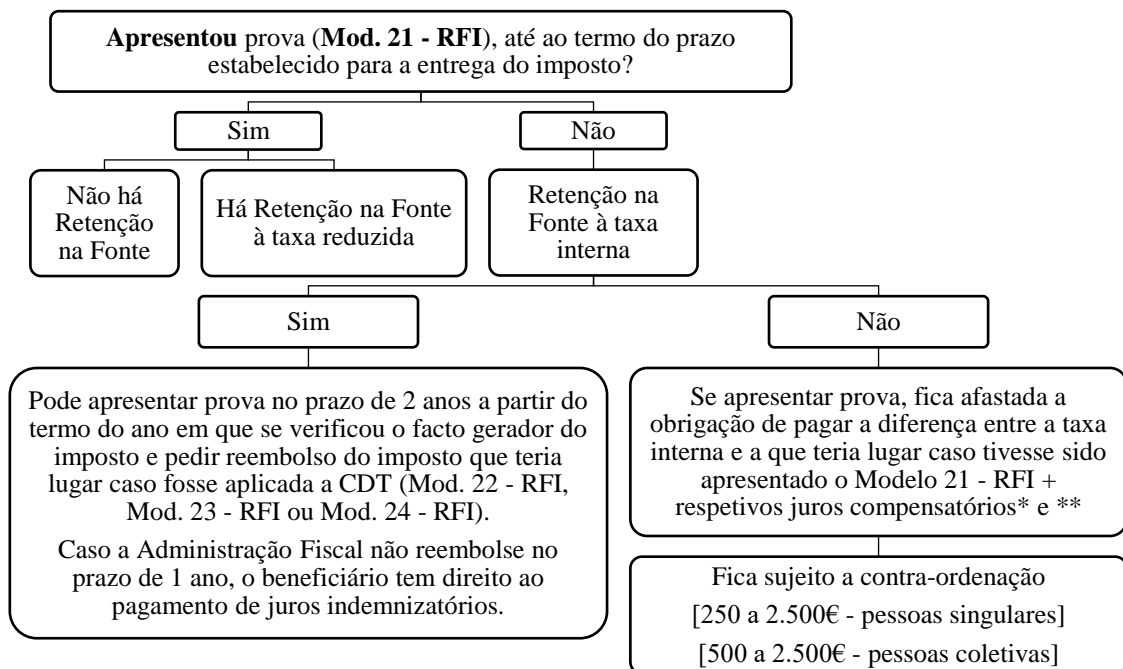 Apresentou prova (Mod. 21 - RFI), até ao termo do prazo
estabelecido para a entrega do imposto?
Sim
Não
Não há
Retenção
na Fonte
Há Retenção na Fonte
à taxa reduzida
Retenção na
Fonte à taxa
interna
Sim
Não
Pode apresentar prova no prazo de 2 anos a partir do
termo do ano em que se verificou o facto gerador do
imposto e pedir reembolso do imposto que teria
lugar caso fosse aplicada a CDT (Mod. 22 - RFI,
Mod. 23 - RFI ou Mod. 24 - RFI).
Caso a Administração Fiscal não reembolse no
prazo de 1 ano, o beneficiário tem direito ao
pagamento de juros indemnizatórios.
Se apresentar prova, fica afastada a
obrigação de pagar a diferença entre a taxa
interna e a que teria lugar caso tivesse sido
apresentado o Modelo 21 - RFI +
respetivos juros compensatórios* e **
Fica sujeito a contra-ordenação
[250 a 2.500€ - pessoas singulares]
[500 a 2.500€ - pessoas coletivas]